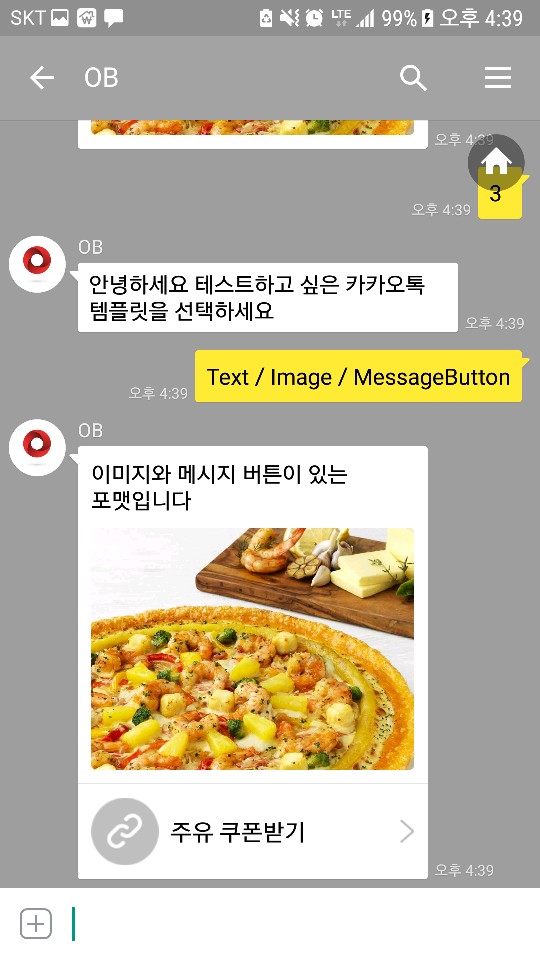 SKT LTE 99% 오후 4:39
OB
오후 4:39
3
오후 4:39
OB
안녕하세요 테스트하고 싶은 카카오톡
템플릿을 선택하세요
오후 4:39
Text / Image / MessageButton
오후 4:39
OB
이미지와 메시지 버튼이 있는
포맷입니다
주유 쿠폰받기
오후 4:39